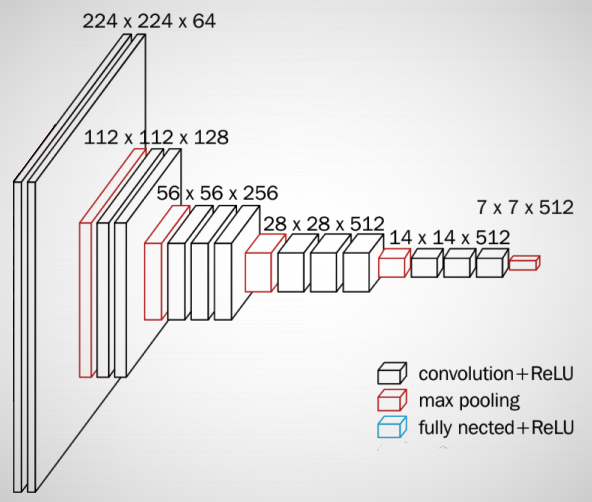 224 x 224 x 64
112 x 112 x 128
56 x 56 x 256
28 x 28 x 512
14 x 14 x 512
7 x 7 x 512
convolution+ReLU
max pooling
fully nected+ReLU